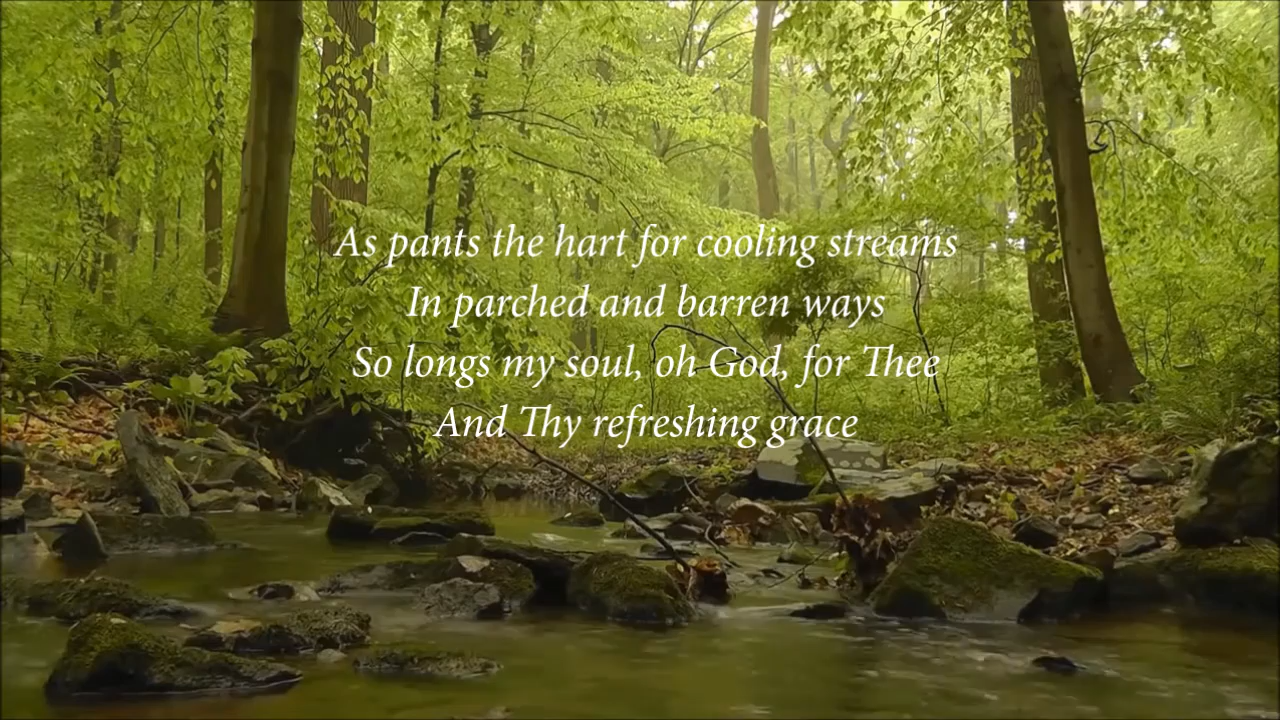 As pants the hart for cooling streams
In parched and barren ways
So longs my soul, oh God, for Thee
And Thy refreshing grace